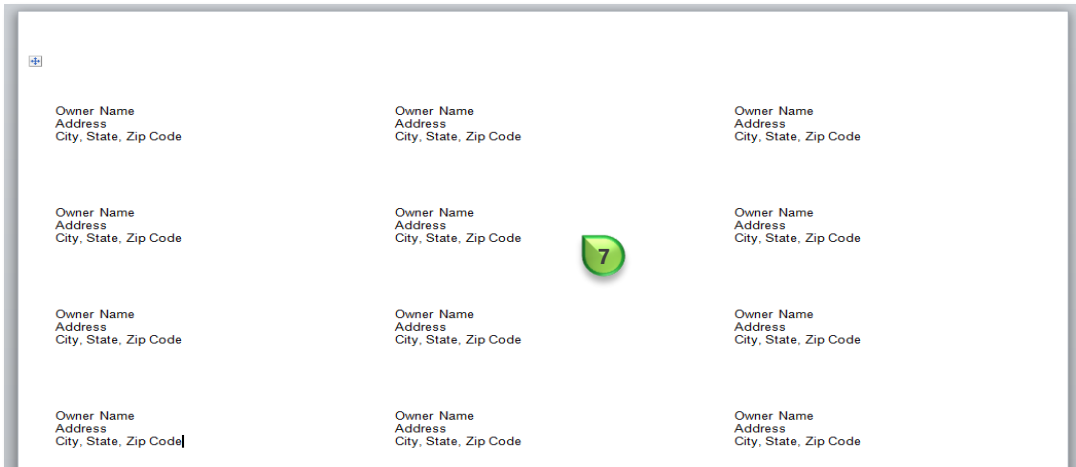 Owner Name
Address
City, State, Zip Code
Owner Name
Address
City, State, Zip Code
Owner Name
Address
City, State, Zip Code
Owner Name
Address
City, State, Zip Code
Owner Name
Address
City, State, Zip Code
7
Owner Name
Address
City, State, Zip Code
Owner Name
Address
City, State, Zip Code
Owner Name
Address
City, State, Zip Code
Owner Name
Address
City, State, Zip Code
Owner Name
Address
City, State, Zip Code
Owner Name
Address
City, State, Zip Code
Owner Name
Address
City, State, Zip Code